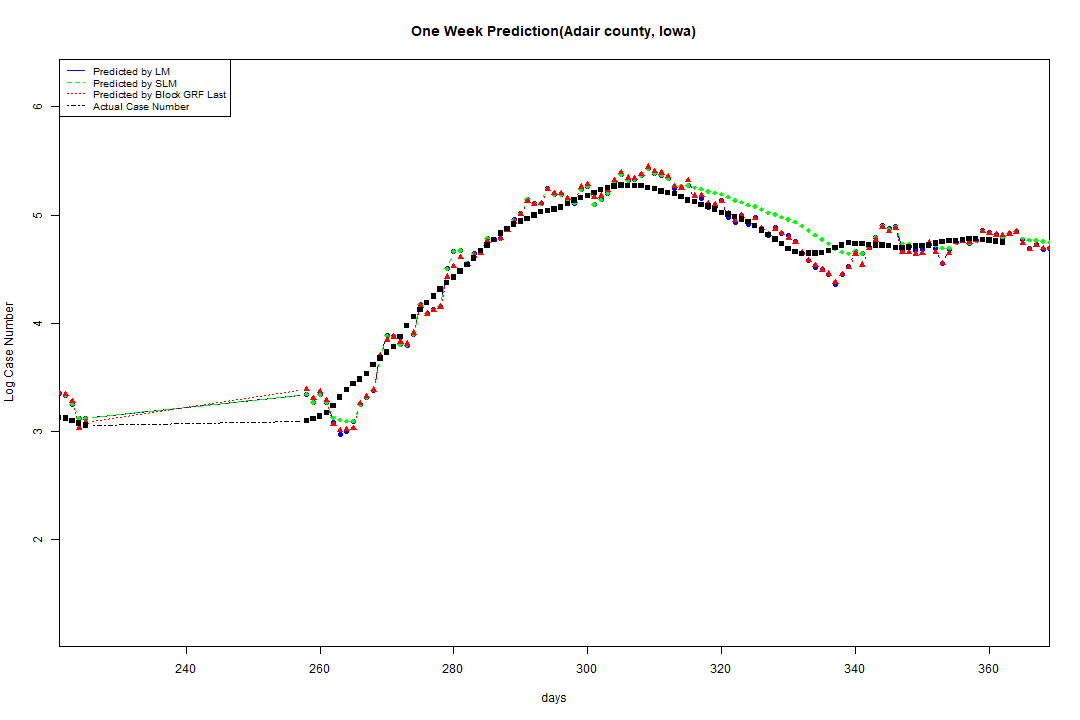 One Week Prediction(Adair county, Iowa)
Predicted by LM
Predicted by SLM
Predicted by Block GRF Last
Actual Case Number
6
5
4
3
2
Log Case Number
240 260 280 300 320 340 360
days